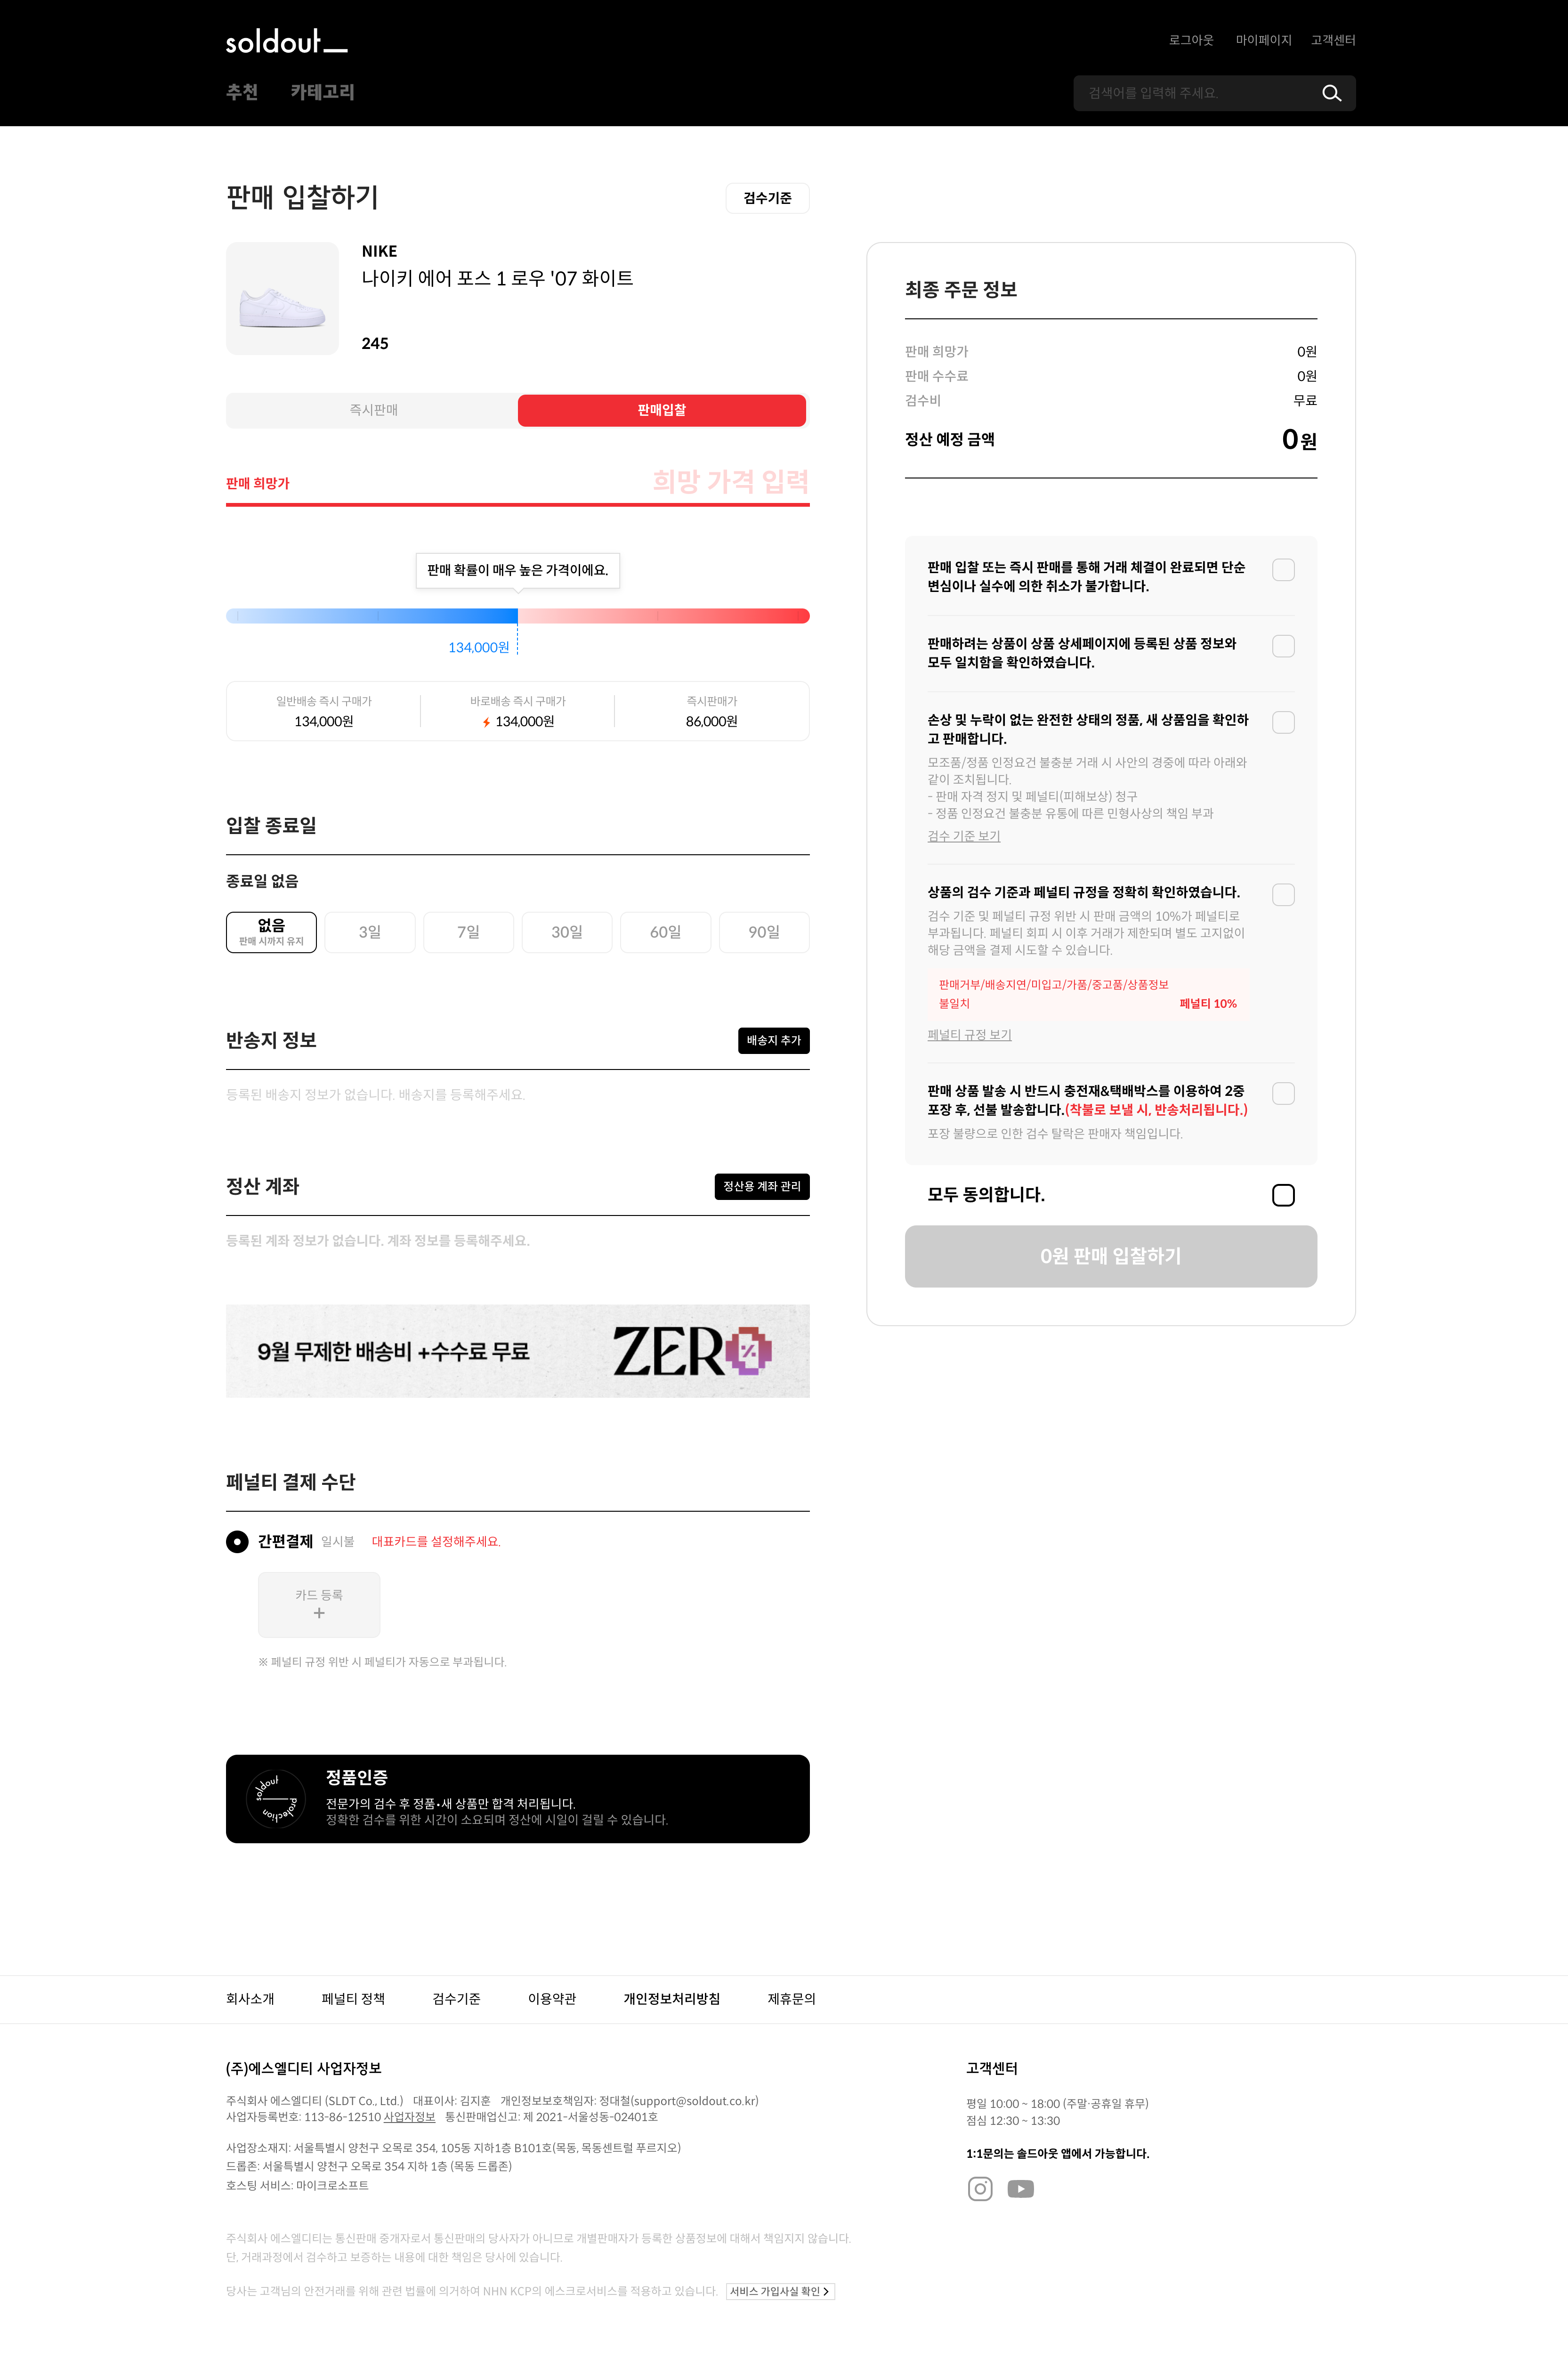 soldout
로그아웃 마이페이지 고객센터
추천 카테고리
검색어를 입력해 주세요.
판매 입찰하기
검수기준
NIKE
나이키 에어 포스 1 로우 '07 화이트
245
즉시판매 판매입찰
판매 희망가 희망 가격 입력
판매 확률이 매우 높은 가격이에요.
134,000원
일반배송 즉시 구매가 바로배송 즉시 구매가 즉시판매가
134,000원 134,000원 86,000원
입찰 종료일
종료일 없음
없음 3일 7일 30일 60일 90일
판매 시까지 유지
반송지 정보 배송지 추가
등록된 배송지 정보가 없습니다. 배송지를 등록해주세요.
정산 계좌 정산용 계좌 관리
등록된 계좌 정보가 없습니다. 계좌 정보를 등록해주세요.
9월 무제한 배송비 +수수료 무료 ZER0
페널티 결제 수단
간편결제 일시불 대표카드를 설정해주세요.
카드 등록
+
※ 페널티 규정 위반 시 페널티가 자동으로 부과됩니다.
soldout protection
정품인증
전문가의 검수 후 정품•새 상품만 합격 처리됩니다.
정확한 검수를 위한 시간이 소요되며 정산에 시일이 걸릴 수 있습니다.
최종 주문 정보
판매 희망가 0원
판매 수수료 0원
검수비 무료
정산 예정 금액 0원
판매 입찰 또는 즉시 판매를 통해 거래 체결이 완료되면 단순
변심이나 실수에 의한 취소가 불가합니다.
판매하려는 상품이 상품 상세페이지에 등록된 상품 정보와
모두 일치함을 확인하였습니다.
손상 및 누락이 없는 완전한 상태의 정품, 새 상품임을 확인하
고 판매합니다.
모조품/정품 인정요건 불충분 거래 시 사안의 경중에 따라 아래와
같이 조치됩니다.
- 판매 자격 정지 및 페널티(피해보상) 청구
- 정품 인정요건 불충분 유통에 따른 민형사상의 책임 부과
검수 기준 보기
상품의 검수 기준과 페널티 규정을 정확히 확인하였습니다.
검수 기준 및 페널티 규정 위반 시 판매 금액의 10%가 페널티로
부과됩니다. 페널티 회피 시 이후 거래가 제한되며 별도 고지없이
해당 금액을 결제 시도할 수 있습니다.
판매거부/배송지연/미입고/가품/중고품/상품정보
불일치 페널티 10%
페널티 규정 보기
판매 상품 발송 시 반드시 충전재&택배박스를 이용하여 2중
포장 후, 선불 발송합니다.(착불로 보낼 시, 반송처리됩니다.)
포장 불량으로 인한 검수 탈락은 판매자 책임입니다.
모두 동의합니다.
0원 판매 입찰하기
회사소개 페널티 정책 검수기준 이용약관 개인정보처리방침 제휴문의
(주)에스엘디티 사업자정보
주식회사 에스엘디티 (SLDT Co., Ltd.) 대표이사: 김지훈 개인정보보호책임자: 정대철(support@soldout.co.kr)
사업자등록번호: 113-86-12510 사업자정보 통신판매업신고: 제 2021-서울성동-02401호
사업장소재지: 서울특별시 양천구 오목로 354, 105동 지하1층 B101호(목동, 목동센트럴 푸르지오)
드롭존: 서울특별시 양천구 오목로 354 지하 1층 (목동 드롭존)
호스팅 서비스: 마이크로소프트
고객센터
평일 10:00 ~ 18:00 (주말·공휴일 휴무)
점심 12:30 ~ 13:30
1:1문의는 솔드아웃 앱에서 가능합니다.
주식회사 에스엘디티는 통신판매 중개자로서 통신판매의 당사자가 아니므로 개별판매자가 등록한 상품정보에 대해서 책임지지 않습니다.
단, 거래과정에서 검수하고 보증하는 내용에 대한 책임은 당사에 있습니다.
당사는 고객님의 안전거래를 위해 관련 법률에 의거하여 NHN KCP의 에스크로서비스를 적용하고 있습니다. 서비스 가입사실 확인